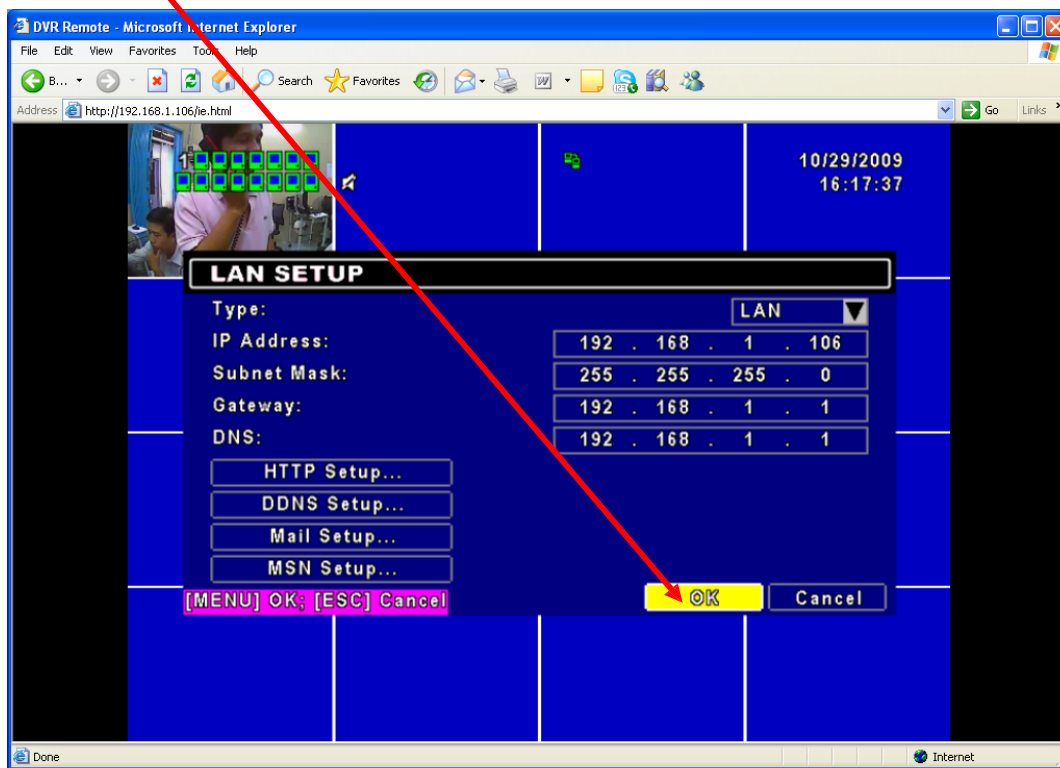 DVR Remote - Microsoft Internet Explorer
File Edit View Favorites Tools Help
B... Search Favorites
Address http://192.168.1.106/ie.html Go Links
10/29/2009
1
16:17:37
LAN SETUP
Type: LAN
IP Address: 192 . 168 . 1 . 106
Subnet Mask: 255 . 255 . 255 . 0
Gateway: 192 . 168 . 1 . 1
DNS: 192 . 168 . 1 . 1
HTTP Setup...
DDNS Setup...
Mail Setup...
MSN Setup...
[MENU] OK; [ESC] Cancel OK Cancel
Done Internet